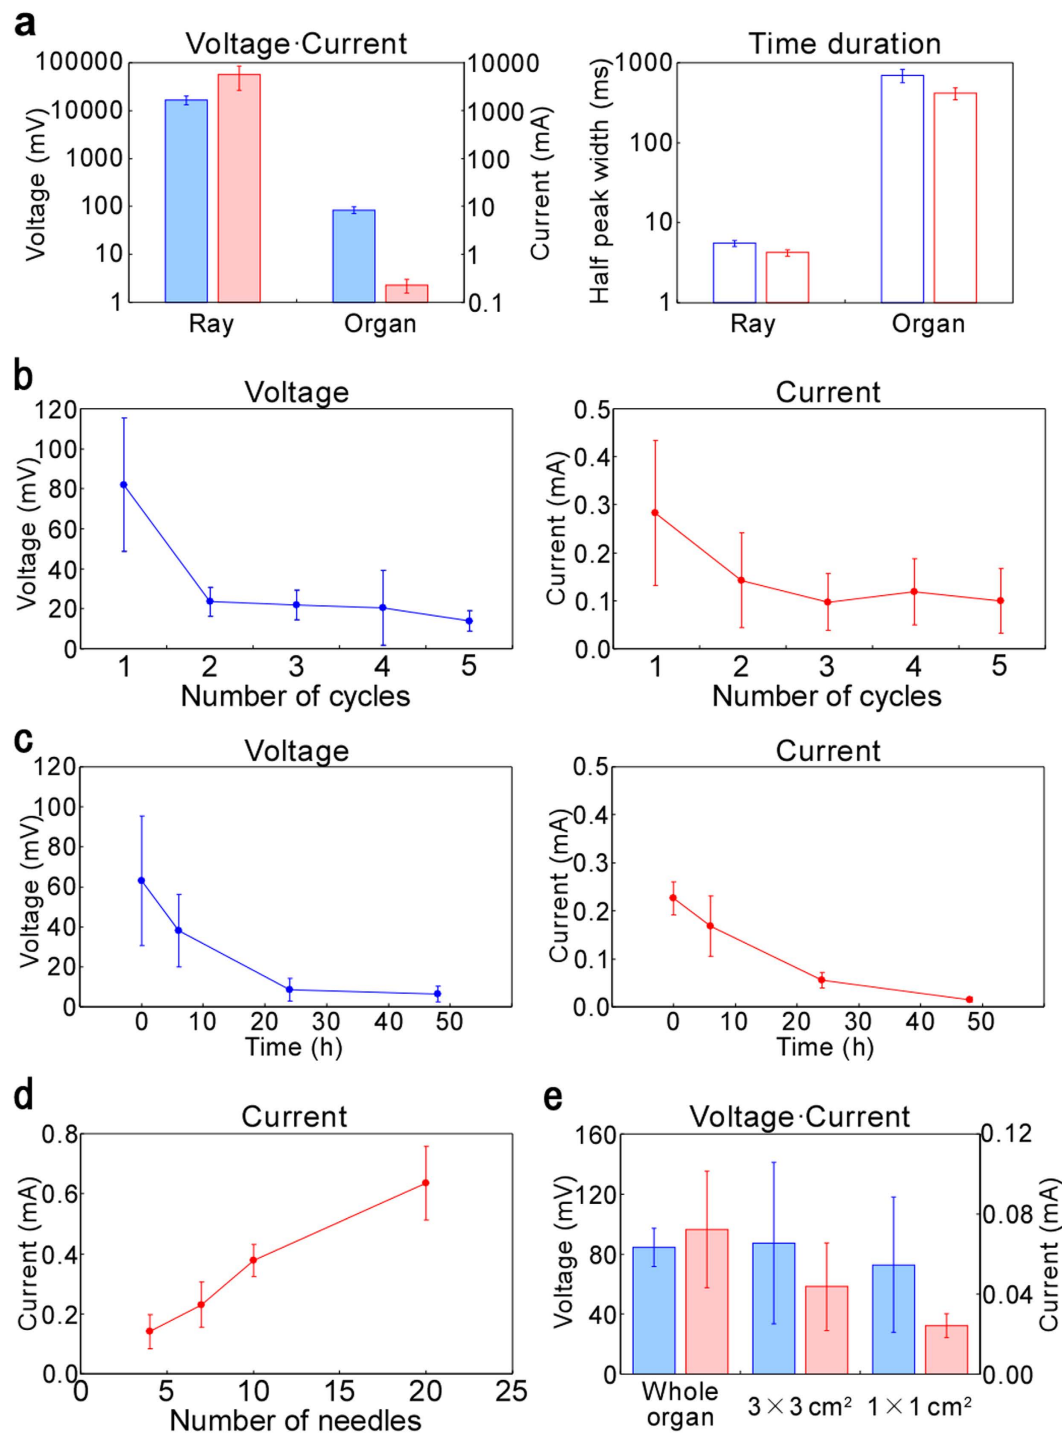 a
Voltage·Current
Voltage (mV)
100000
10000
1000
100
10
1
Current (mA)
10000
1000
100
10
1
0.1
Ray
Organ
Time duration
Half peak width (ms)
1000
100
10
1
Ray
Organ
b
Voltage
Voltage (mV)
120
100
80
60
40
20
0
1 2 3 4 5
Number of cycles
Current
Current (mA)
0.5
0.4
0.3
0.2
0.1
0.0
1 2 3 4 5
Number of cycles
c
Voltage
Voltage (mV)
120
100
80
60
40
20
0
0 10 20 30 40 50
Time (h)
Current
Current (mA)
0.5
0.4
0.3
0.2
0.1
0.0
0 10 20 30 40 50
Time (h)
d
Current
Current (mA)
0.8
0.6
0.4
0.2
0.0
0 5 10 15 20 25
Number of needles
e
Voltage·Current
Voltage (mV)
160
120
80
40
0
Current (mA)
0.12
0.08
0.04
0.00
Whole
organ
3×3 cm²
1×1 cm²